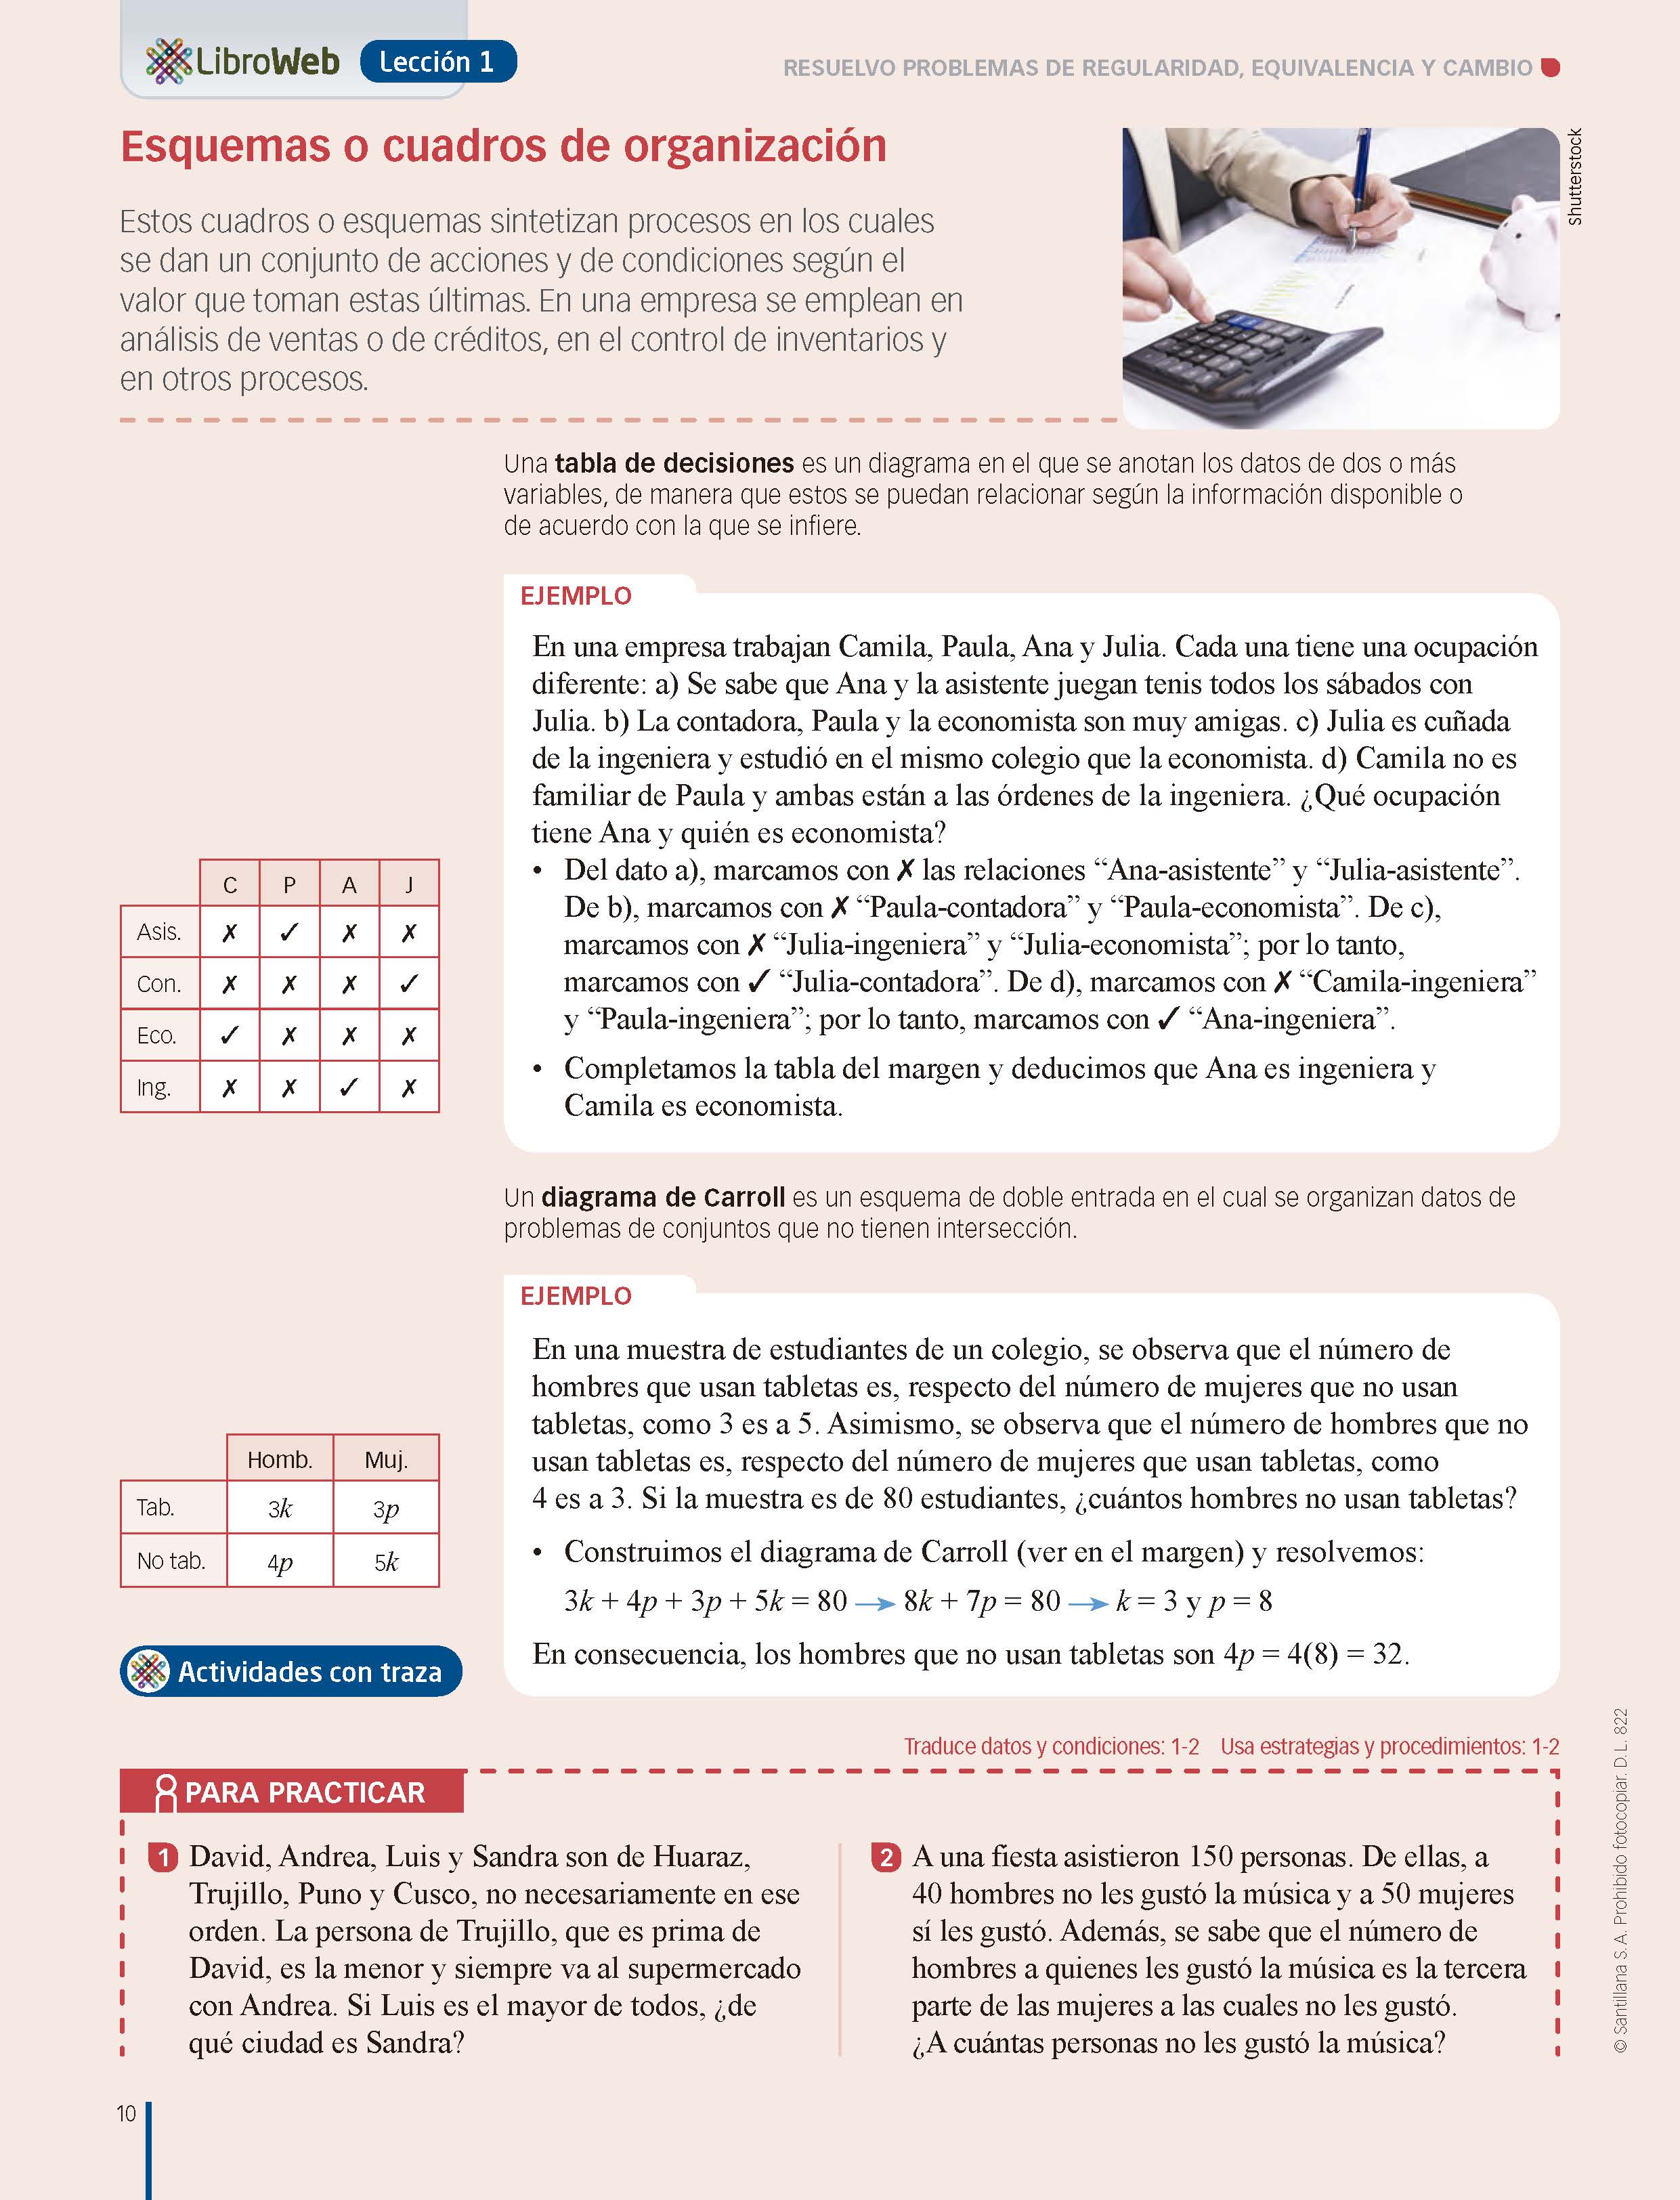 LibroWeb Lección 1
RESUELVO PROBLEMAS DE REGULARIDAD, EQUIVALENCIA Y CAMBIO
Esquemas o cuadros de organización
Estos cuadros o esquemas sintetizan procesos en los cuales
se dan un conjunto de acciones y de condiciones según el
valor que toman estas últimas. En una empresa se emplean en
análisis de ventas o de créditos, en el control de inventarios y
en otros procesos.
Shutterstock
Una tabla de decisiones es un diagrama en el que se anotan los datos de dos o más
variables, de manera que estos se puedan relacionar según la información disponible o
de acuerdo con la que se infiere.
EJEMPLO
En una empresa trabajan Camila, Paula, Ana y Julia. Cada una tiene una ocupación
diferente: a) Se sabe que Ana y la asistente juegan tenis todos los sábados con
Julia. b) La contadora, Paula y la economista son muy amigas. c) Julia es cuñada
de la ingeniera y estudió en el mismo colegio que la economista. d) Camila no es
familiar de Paula y ambas están a las órdenes de la ingeniera. ¿Qué ocupación
tiene Ana y quién es economista?
• Del dato a), marcamos con ✗ las relaciones “Ana-asistente” y “Julia-asistente”.
De b), marcamos con ✗ “Paula-contadora” y “Paula-economista”. De c),
marcamos con ✗ “Julia-ingeniera” y “Julia-economista”; por lo tanto,
marcamos con ✓ “Julia-contadora”. De d), marcamos con ✗ “Camila-ingeniera”
y “Paula-ingeniera”; por lo tanto, marcamos con ✓ “Ana-ingeniera”.
• Completamos la tabla del margen y deducimos que Ana es ingeniera y
Camila es economista.
C P A J
Asis. ✗ ✓ ✗ ✗
Con. ✗ ✗ ✗ ✓
Eco. ✓ ✗ ✗ ✗
Ing. ✗ ✗ ✓ ✗
Un diagrama de Carroll es un esquema de doble entrada en el cual se organizan datos de
problemas de conjuntos que no tienen intersección.
EJEMPLO
En una muestra de estudiantes de un colegio, se observa que el número de
hombres que usan tabletas es, respecto del número de mujeres que no usan
tabletas, como 3 es a 5. Asimismo, se observa que el número de hombres que no
usan tabletas es, respecto del número de mujeres que usan tabletas, como
4 es a 3. Si la muestra es de 80 estudiantes, ¿cuántos hombres no usan tabletas?
• Construimos el diagrama de Carroll (ver en el margen) y resolvemos:
3k + 4p + 3p + 5k = 80 → 8k + 7p = 80 → k = 3 y p = 8
En consecuencia, los hombres que no usan tabletas son 4p = 4(8) = 32.
Homb. Muj.
Tab. 3k 3p
No tab. 4p 5k
Actividades con traza
Traduce datos y condiciones: 1-2 Usa estrategias y procedimientos: 1-2
PARA PRACTICAR
1 David, Andrea, Luis y Sandra son de Huaraz,
Trujillo, Puno y Cusco, no necesariamente en ese
orden. La persona de Trujillo, que es prima de
David, es la menor y siempre va al supermercado
con Andrea. Si Luis es el mayor de todos, ¿de
qué ciudad es Sandra?
2 A una fiesta asistieron 150 personas. De ellas, a
40 hombres no les gustó la música y a 50 mujeres
sí les gustó. Además, se sabe que el número de
hombres a quienes les gustó la música es la tercera
parte de las mujeres a las cuales no les gustó.
¿A cuántas personas no les gustó la música?
© Santillana S. A. Prohibido fotocopiar. D. L. 822
10